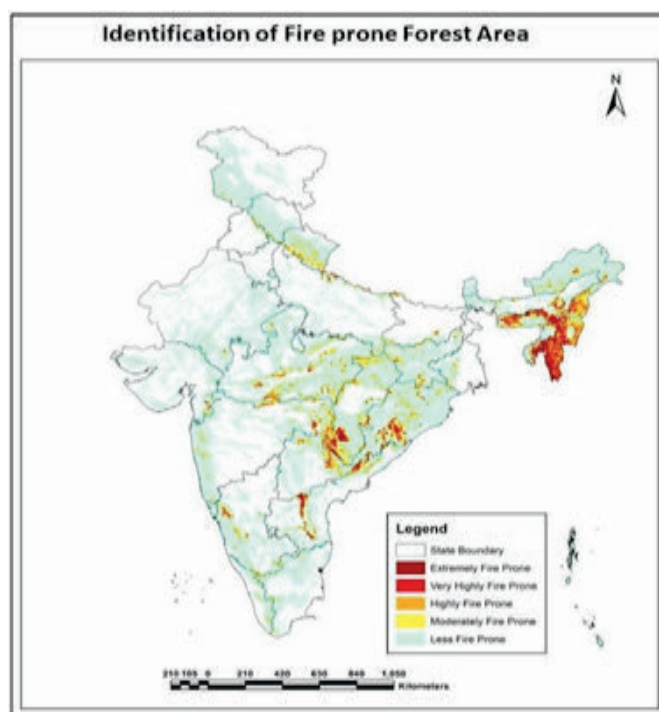 Identification of Fire prone Forest Area
N
Legend
State Boundary
Extremely Fire Prone
Very Highly Fire Prone
Highly Fire Prone
Moderately Fire Prone
Less Fire Prone
210 105 0 210 420 630 840 1,050
Kilometers